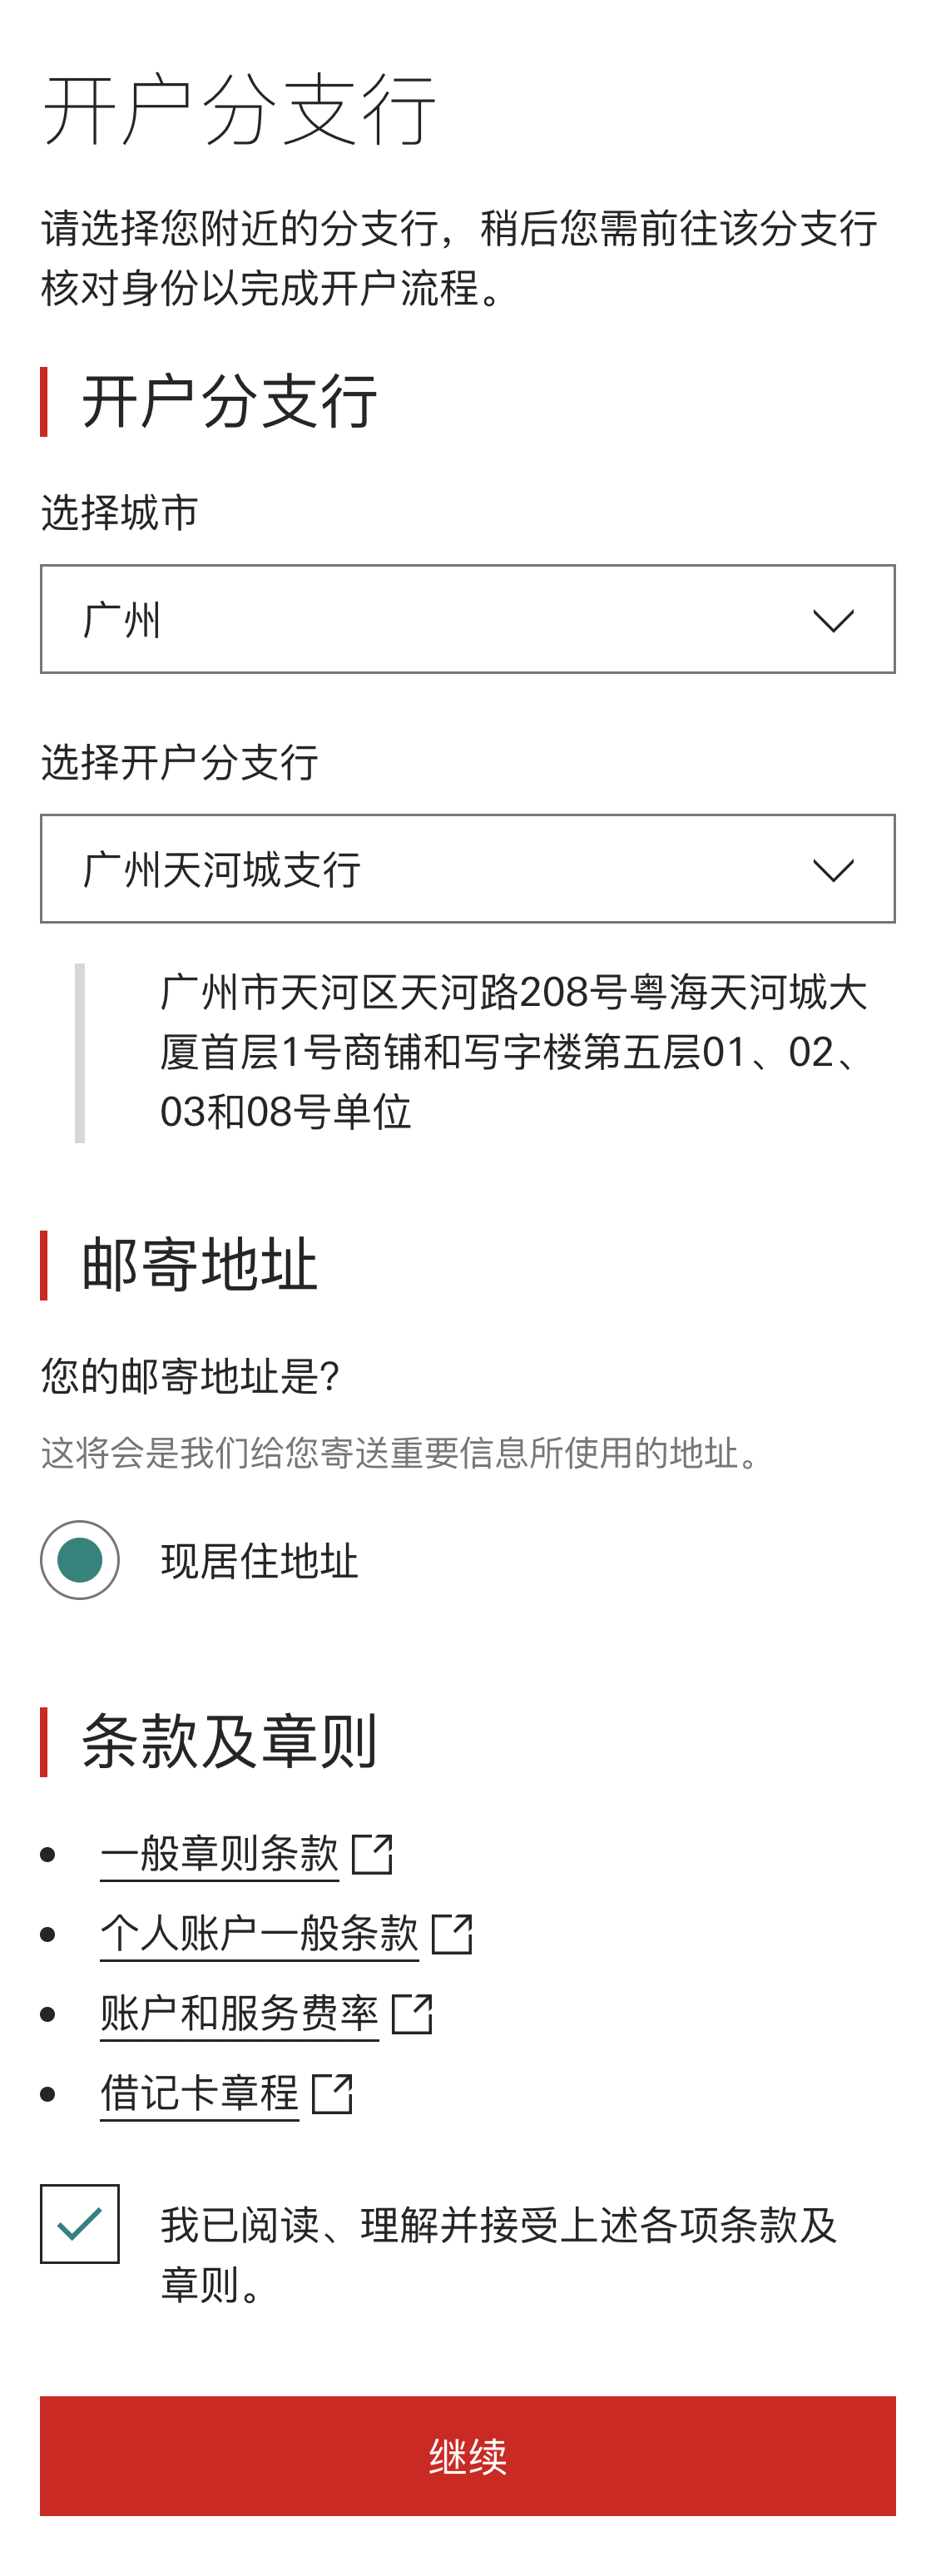 开户分支行
请选择您附近的分支行，稍后您需前往该分支行
核对身份以完成开户流程。
开户分支行
选择城市
广州
选择开户分支行
广州天河城支行
广州市天河区天河路208号粤海天河城大
厦首层1号商铺和写字楼第五层01、02、
03和08号单位
邮寄地址
您的邮寄地址是?
这将会是我们给您寄送重要信息所使用的地址。
现居住地址
条款及章则
一般章则条款
个人账户一般条款
账户和服务费率
借记卡章程
我已阅读、理解并接受上述各项条款及
章则。
继续